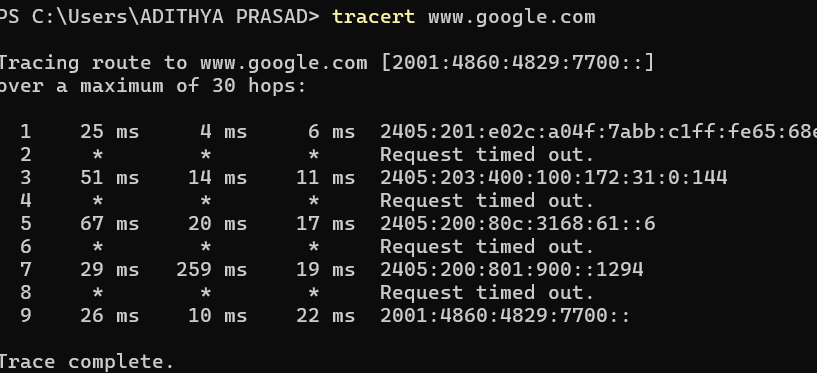 PS C:\Users\ADITHYA PRASAD> tracert www.google.com
Tracing route to www.google.com [2001:4860:4829:7700::]
over a maximum of 30 hops:
1 25 ms 4 ms 6 ms 2405:201:e02c:a04f:7abb:c1ff:fe65:68e
2 * * * Request timed out.
3 51 ms 14 ms 11 ms 2405:203:400:100:172:31:0:144
4 * * * Request timed out.
5 67 ms 20 ms 17 ms 2405:200:80c:3168:61::6
6 * * * Request timed out.
7 29 ms 259 ms 19 ms 2405:200:801:900::1294
8 * * * Request timed out.
9 26 ms 10 ms 22 ms 2001:4860:4829:7700::
Trace complete.